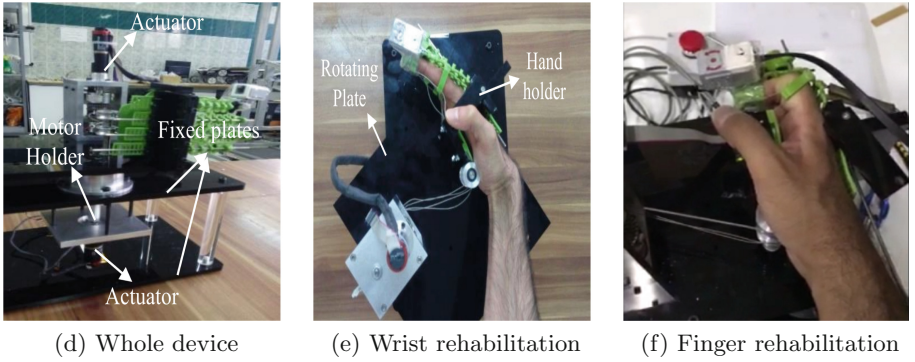 Actuator
Motor
Holder
Fixed plates
Actuator
Rotating
Plate
Hand
holder
(d) Whole device
(e) Wrist rehabilitation
(f) Finger rehabilitation